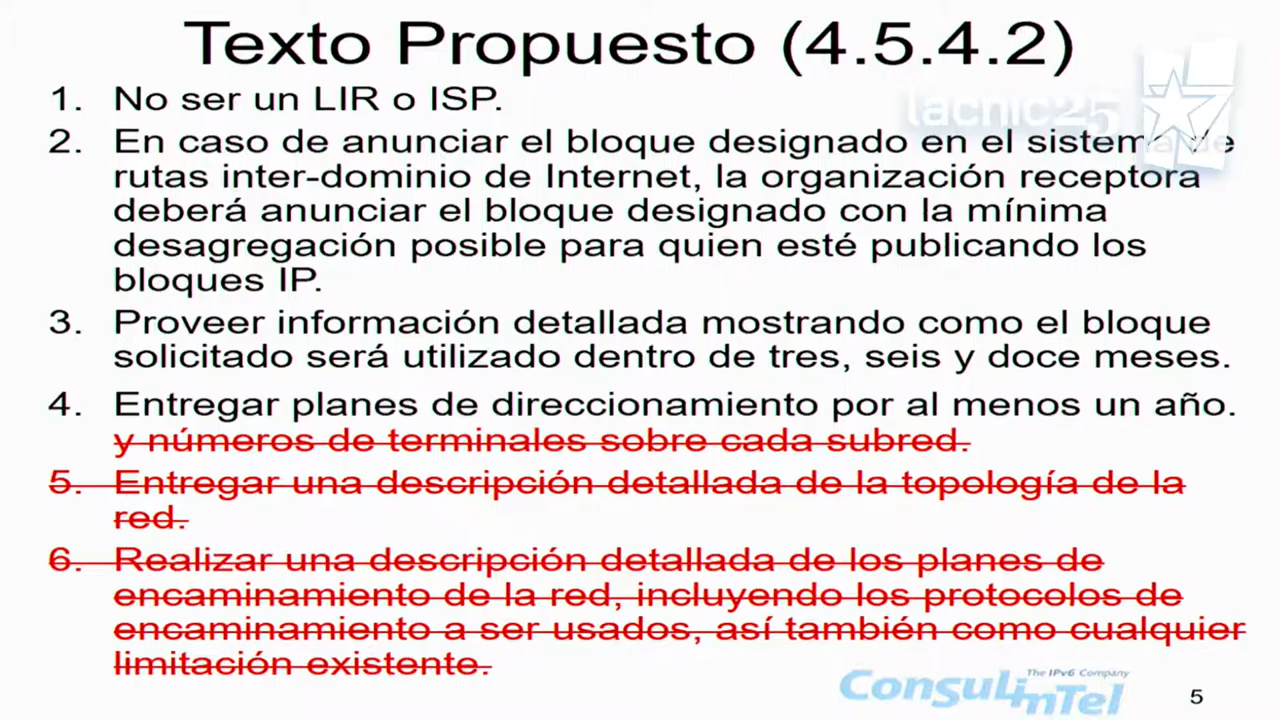 Texto Propuesto (4.5.4.2)
lacnic25
1. No ser un LIR o ISP.
2. En caso de anunciar el bloque designado en el sistema de
rutas inter-dominio de Internet, la organización receptora
deberá anunciar el bloque designado con la mínima
desagregación posible para quien esté publicando los
bloques IP.
3. Proveer información detallada mostrando como el bloque
solicitado será utilizado dentro de tres, seis y doce meses.
4. Entregar planes de direccionamiento por al menos un año.
y números de terminales sobre cada subred.
5. Entregar una descripción detallada de la topología de la
red.
6. Realizar una descripción detallada de los planes de
encaminamiento de la red, incluyendo los protocolos de
encaminamiento a ser usados, así también como cualquier
limitación existente.
The IPv6 Company
Consulintel
5